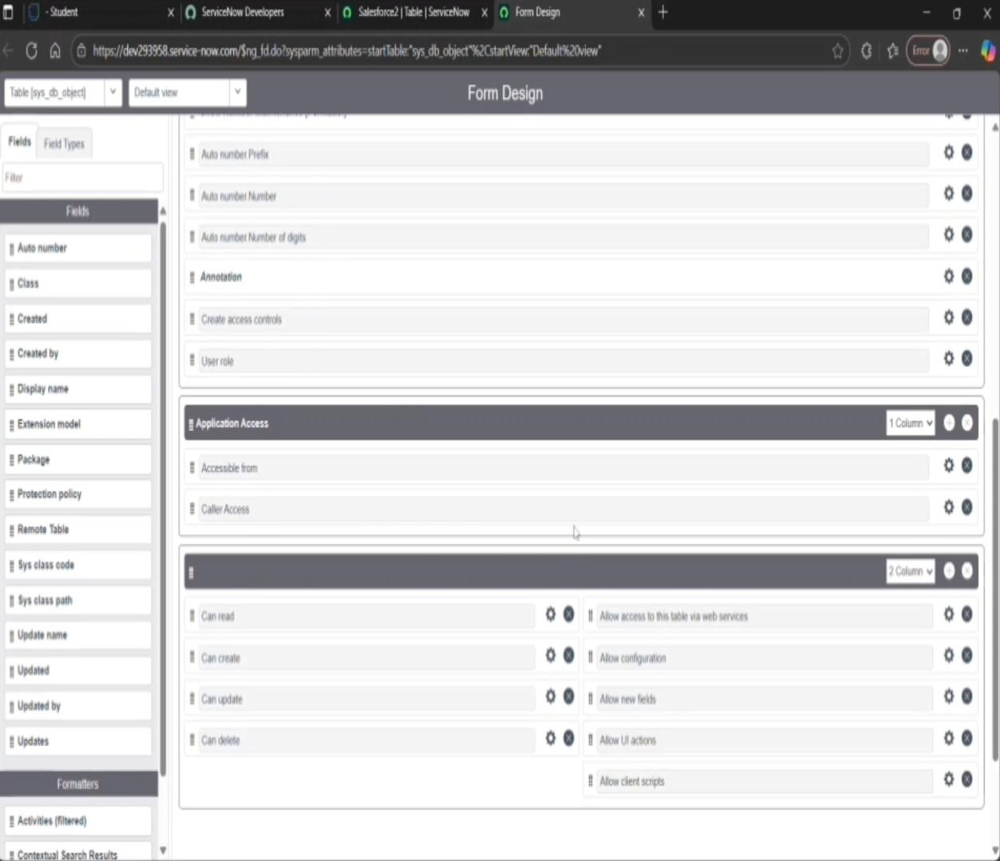 - Student
ServiceNow Developers
Salesforce2 | Table | ServiceNow
Form Design
https://dev293958.service-now.com/$ng_fd.do?sysparm_attributes=startTable:"sys_db_object"%2CstartView:"Default%20view"
Error
Table [sys_db_object]
Default view
Form Design
Fields
Field Types
Filter
Fields
Auto number
Class
Created
Created by
Display name
Extension model
Package
Protection policy
Remote Table
Sys class code
Sys class path
Update name
Updated
Updated by
Updates
Formatters
Activities (filtered)
Contextual Search Results
Auto number.Prefix
Auto number.Number
Auto number.Number of digits
Annotation
Create access controls
User role
Application Access
1 Column
Accessible from
Caller Access
2 Column
Can read
Can create
Can update
Can delete
Allow access to this table via web services
Allow configuration
Allow new fields
Allow UI actions
Allow client scripts